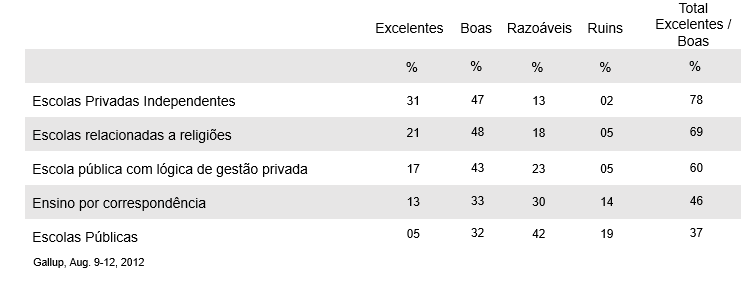 Excelentes Boas Razoáveis Ruins Total Excelentes / Boas
% % % % %
Escolas Privadas Independentes 31 47 13 02 78
Escolas relacionadas a religiões 21 48 18 05 69
Escola pública com lógica de gestão privada 17 43 23 05 60
Ensino por correspondência 13 33 30 14 46
Escolas Públicas 05 32 42 19 37
Gallup, Aug. 9-12, 2012